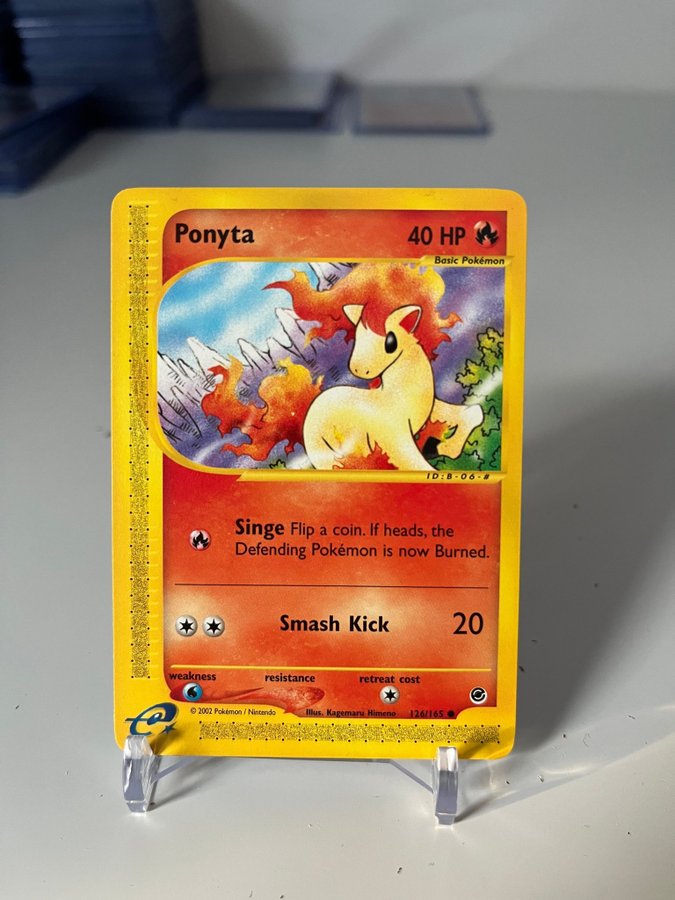 Ponyta 40 HP
Basic Pokémon
ID:B-06-#
Singe Flip a coin. If heads, the
Defending Pokémon is now Burned.
Smash Kick 20
weakness resistance retreat cost
© 2002 Pokémon / Nintendo Illus. Kagemaru Himeno 126/165
e